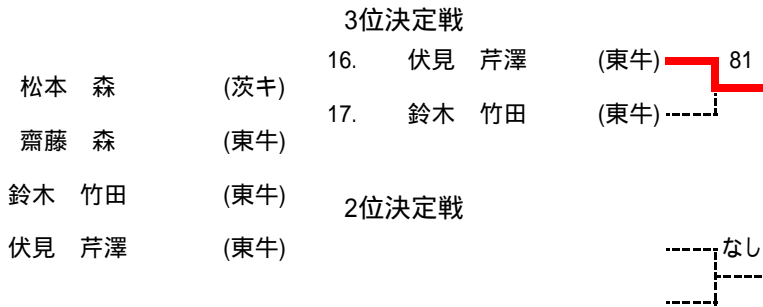 3位決定戦
16. 伏見 芹澤 (東牛) 81
17. 鈴木 竹田 (東牛)
松本 森 (茨キ)
齋藤 森 (東牛)
鈴木 竹田 (東牛)
伏見 芹澤 (東牛)
2位決定戦
なし